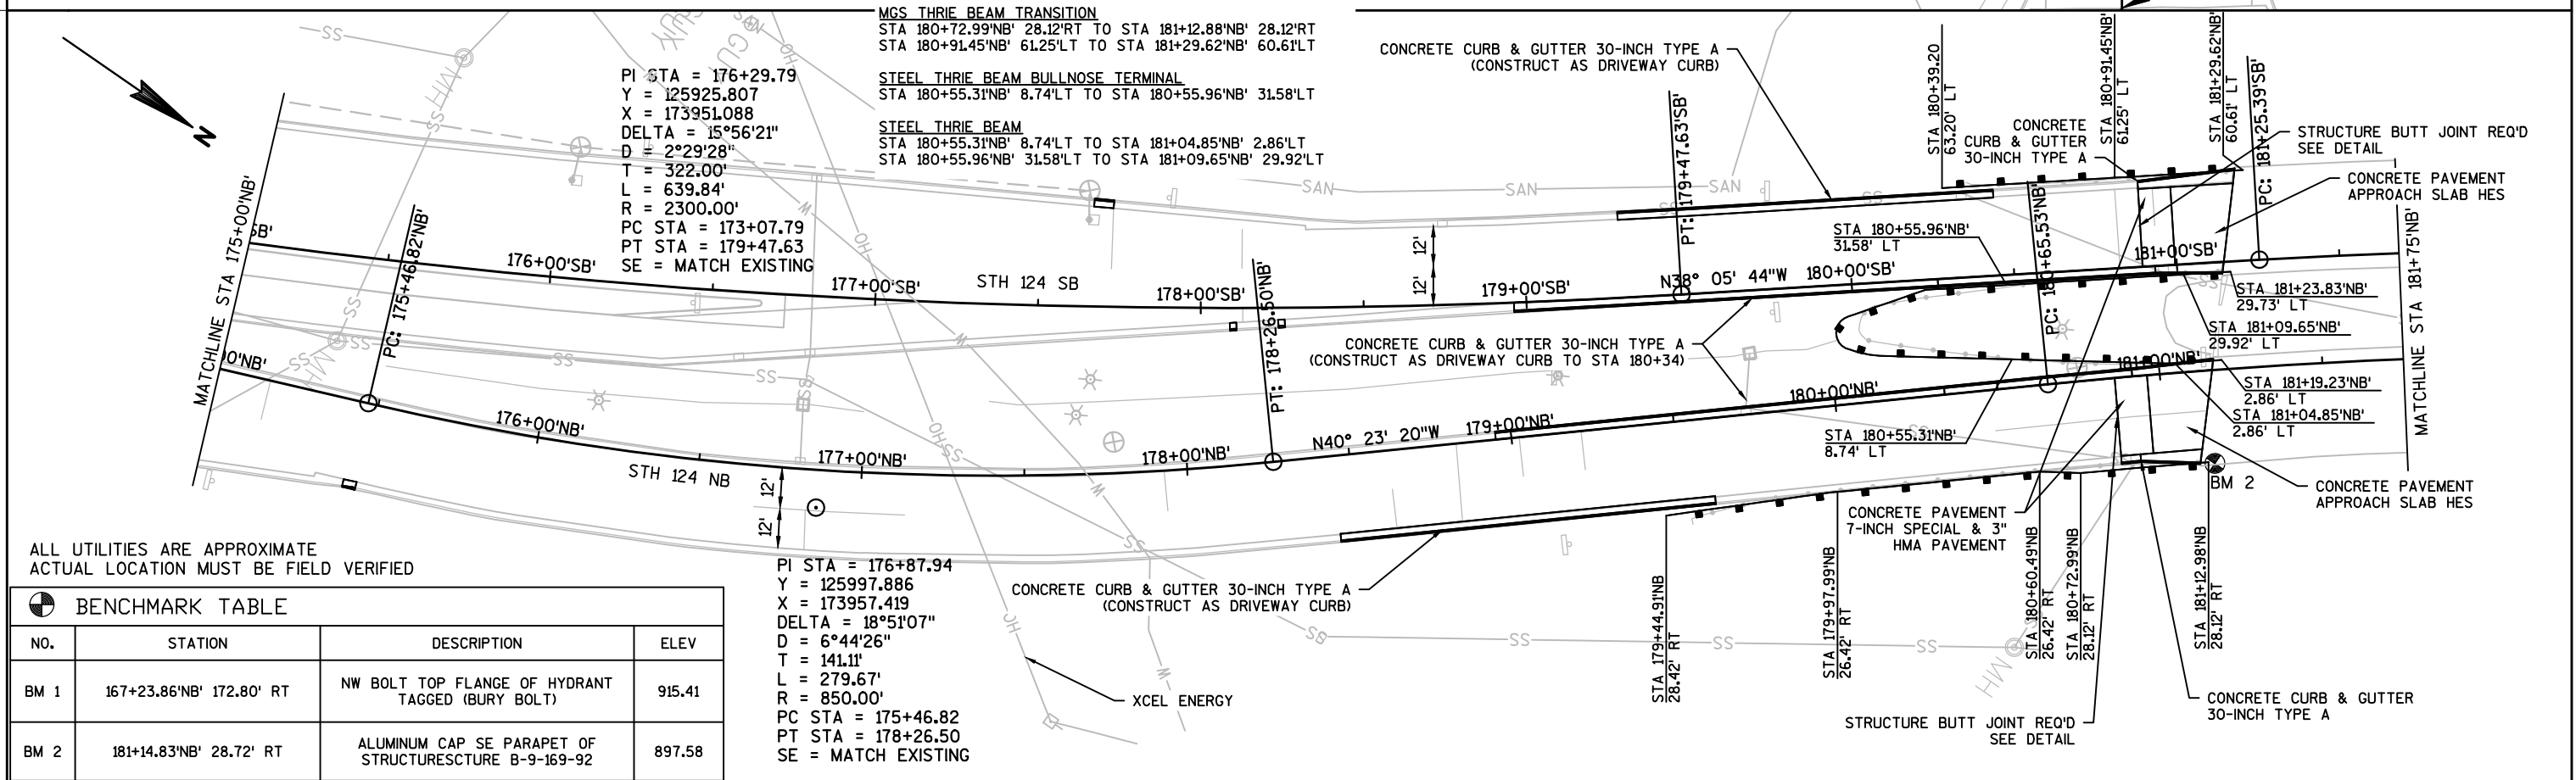 MGS THRIE BEAM TRANSITION
STA 180+72.99'NB' 28.12'RT TO STA 181+12.88'NB' 28.12'RT
STA 180+91.45'NB' 61.25'LT TO STA 181+29.62'NB' 60.61'LT
STEEL THRIE BEAM BULLNOSE TERMINAL
STA 180+55.31'NB' 8.74'LT TO STA 180+55.96'NB' 31.58'LT
STEEL THRIE BEAM
STA 180+55.31'NB' 8.74'LT TO STA 181+04.85'NB' 2.86'LT
STA 180+55.96'NB' 31.58'LT TO STA 181+09.65'NB' 29.92'LT
N
PI STA = 176+29.79
Y = 125925.807
X = 173951.088
DELTA = 15°56'21"
D = 2°29'28"
T = 322.00'
L = 639.84'
R = 2300.00'
PC STA = 173+07.79
PT STA = 179+47.63
SE = MATCH EXISTING
CONCRETE CURB & GUTTER 30-INCH TYPE A
(CONSTRUCT AS DRIVEWAY CURB)
STA 180+39.20
63.20' LT
STA 180+91.45'NB'
61.25' LT
STA 181+29.62'NB'
60.61' LT
PC: 181+25.39'SB'
PT: 179+47.63'SB'
CONCRETE
CURB & GUTTER
30-INCH TYPE A
STRUCTURE BUTT JOINT REQ'D
SEE DETAIL
CONCRETE PAVEMENT
APPROACH SLAB HES
MATCHLINE STA 175+00'NB'
MATCHLINE STA 181+75'NB'
PC: 175+46.82'NB'
PT: 178+26.50'NB'
PC: 180+65.53'NB'
SB'
176+00'SB'
177+00'SB'
STH 124 SB
178+00'SB'
179+00'SB'
N38° 05' 44"W
180+00'SB'
181+00'SB'
12'
12'
STA 180+55.96'NB'
31.58' LT
STA 181+23.83'NB'
29.73' LT
STA 181+09.65'NB'
29.92' LT
CONCRETE CURB & GUTTER 30-INCH TYPE A
(CONSTRUCT AS DRIVEWAY CURB TO STA 180+34)
0'NB'
176+00'NB'
STH 124 NB
177+00'NB'
178+00'NB'
N40° 23' 20"W
179+00'NB'
180+00'NB'
181+00'NB'
12'
12'
STA 181+19.23'NB'
2.86' LT
STA 181+04.85'NB'
2.86' LT
STA 180+55.31'NB'
8.74' LT
BM 2
CONCRETE PAVEMENT
APPROACH SLAB HES
CONCRETE PAVEMENT
7-INCH SPECIAL & 3"
HMA PAVEMENT
STA 179+44.91'NB
28.42' RT
STA 179+97.99'NB
26.42' RT
STA 180+60.49'NB
26.42' RT
STA 180+72.99'NB
28.12' RT
STA 181+12.98'NB
28.12' RT
CONCRETE CURB & GUTTER
30-INCH TYPE A
STRUCTURE BUTT JOINT REQ'D
SEE DETAIL
CONCRETE CURB & GUTTER 30-INCH TYPE A
(CONSTRUCT AS DRIVEWAY CURB)
XCEL ENERGY
PI STA = 176+87.94
Y = 125997.886
X = 173957.419
DELTA = 18°51'07"
D = 6°44'26"
T = 141.11'
L = 279.67'
R = 850.00'
PC STA = 175+46.82
PT STA = 178+26.50
SE = MATCH EXISTING
ALL UTILITIES ARE APPROXIMATE
ACTUAL LOCATION MUST BE FIELD VERIFIED
BENCHMARK TABLE
NO. STATION DESCRIPTION ELEV
BM 1 167+23.86'NB' 172.80' RT NW BOLT TOP FLANGE OF HYDRANT TAGGED (BURY BOLT) 915.41
BM 2 181+14.83'NB' 28.72' RT ALUMINUM CAP SE PARAPET OF STRUCTURESCTURE B-9-169-92 897.58
SS
MH
SS
SS
SS
MH
SS
SS
SS
SS
W
W
W
W
OH
OH
OH
SAN
SAN
SAN
SS
SS
SS
SS
SS
SS
SS
MH
GUY